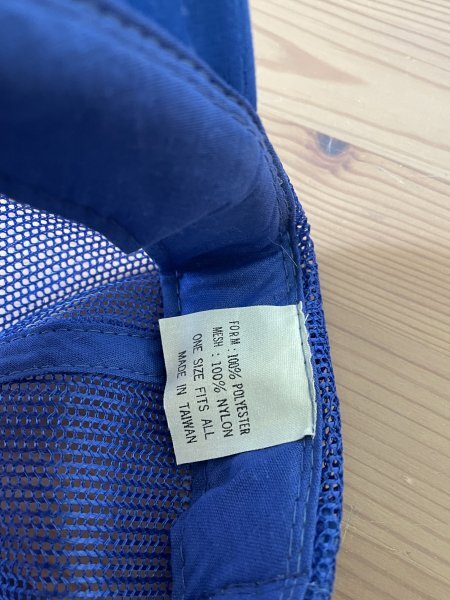 FORM : 100% POLYESTER
MESH : 100% NYLON
ONE SIZE FITS ALL
MADE IN TAIWAN